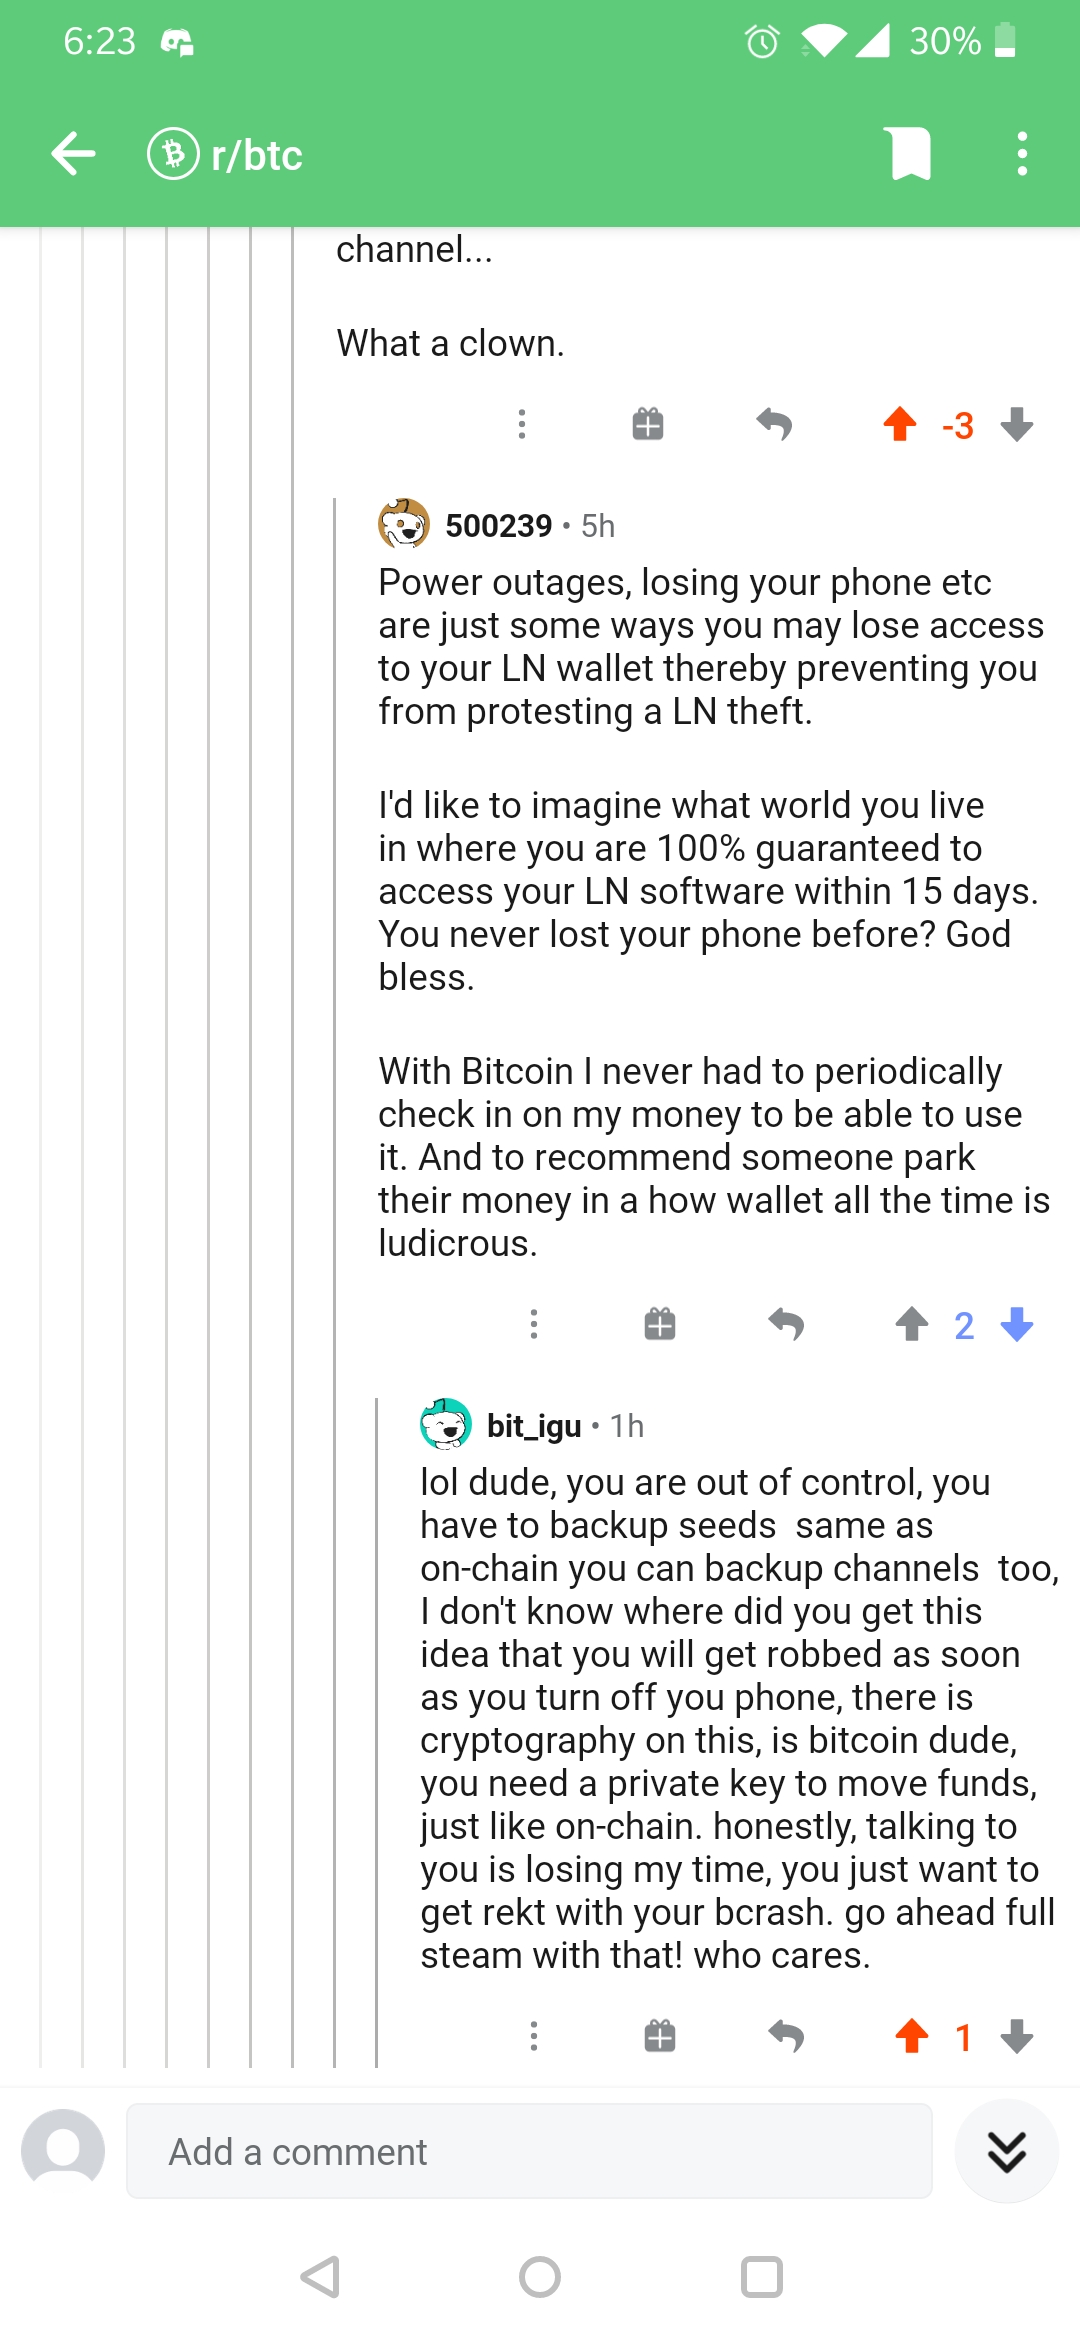 6:23
30%
r/btc
channel...
What a clown.
-3
500239 • 5h
Power outages, losing your phone etc
are just some ways you may lose access
to your LN wallet thereby preventing you
from protesting a LN theft.
I'd like to imagine what world you live
in where you are 100% guaranteed to
access your LN software within 15 days.
You never lost your phone before? God
bless.
With Bitcoin I never had to periodically
check in on my money to be able to use
it. And to recommend someone park
their money in a how wallet all the time is
ludicrous.
2
bit_igu • 1h
lol dude, you are out of control, you
have to backup seeds  same as
on-chain you can backup channels  too,
I don't know where did you get this
idea that you will get robbed as soon
as you turn off you phone, there is
cryptography on this, is bitcoin dude,
you need a private key to move funds,
just like on-chain. honestly, talking to
you is losing my time, you just want to
get rekt with your bcrash. go ahead full
steam with that! who cares.
1
Add a comment